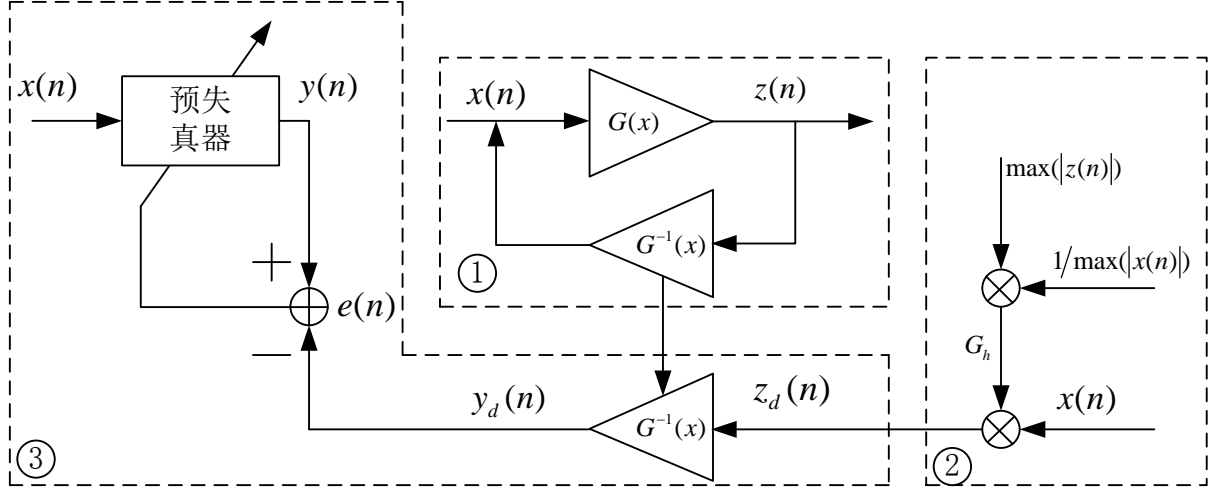 x(n)
预失
真器
y(n)
+
e(n)
−
③
x(n)
G(x)
z(n)
G⁻¹(x)
①
y_d(n)
G⁻¹(x)
z_d(n)
max(|z(n)|)
1/max(|x(n)|)
G_h
x(n)
②